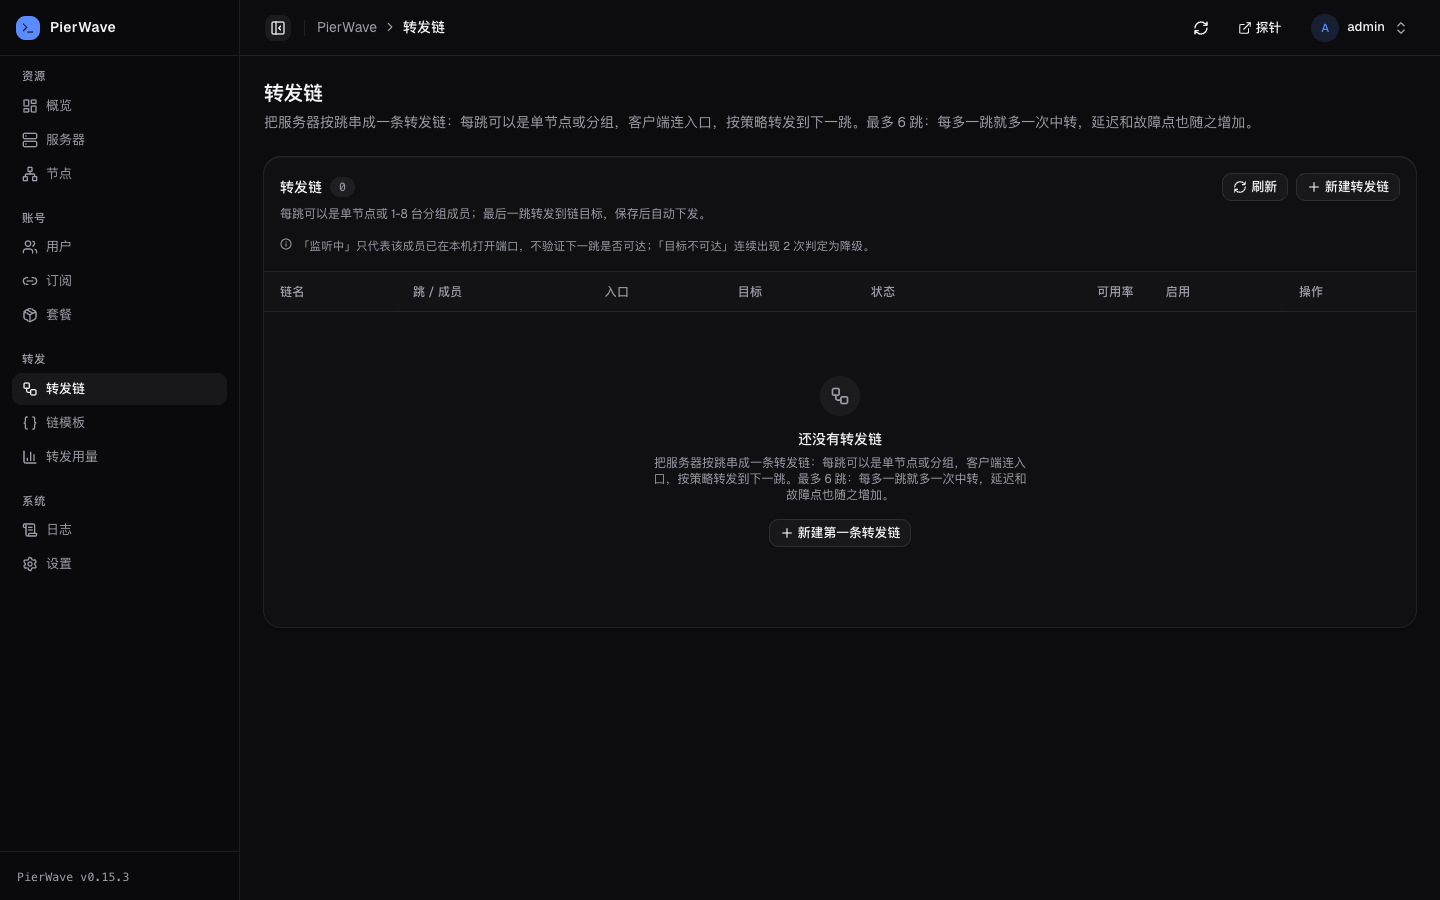 PierWave
PierWave > 转发链
探针
A admin
资源
概览
服务器
节点
账号
用户
订阅
套餐
转发
转发链
链模板
转发用量
系统
日志
设置
PierWave v0.15.3
转发链
把服务器按跳串成一条转发链：每跳可以是单节点或分组，客户端连入口，按策略转发到下一跳。最多 6 跳：每多一跳就多一次中转，延迟和故障点也随之增加。
转发链 0
刷新
新建转发链
每跳可以是单节点或 1-8 台分组成员；最后一跳转发到链目标，保存后自动下发。
「监听中」只代表该成员已在本机打开端口，不验证下一跳是否可达；「目标不可达」连续出现 2 次判定为降级。
链名 跳 / 成员 入口 目标 状态 可用率 启用 操作
还没有转发链
把服务器按跳串成一条转发链：每跳可以是单节点或分组，客户端连入
口，按策略转发到下一跳。最多 6 跳：每多一跳就多一次中转，延迟和
故障点也随之增加。
新建第一条转发链